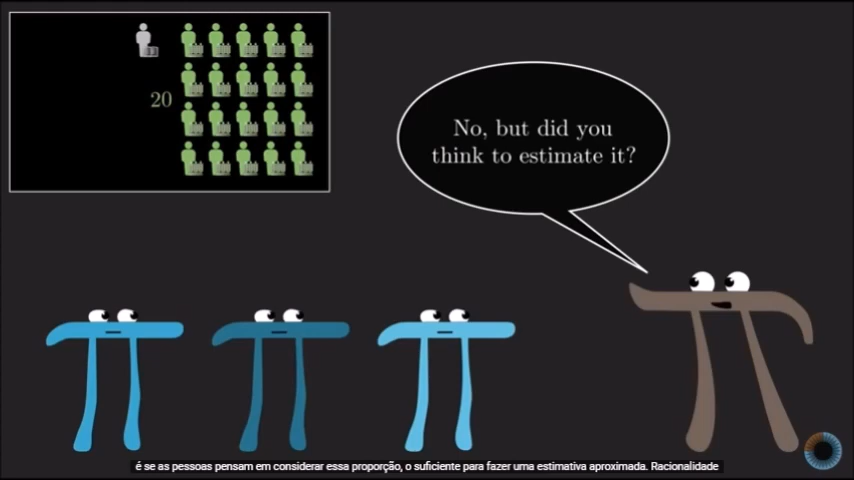 20
No, but did you
think to estimate it?
é se as pessoas pensam em considerar essa proporção, o suficiente para fazer uma estimativa aproximada. Racionalidade